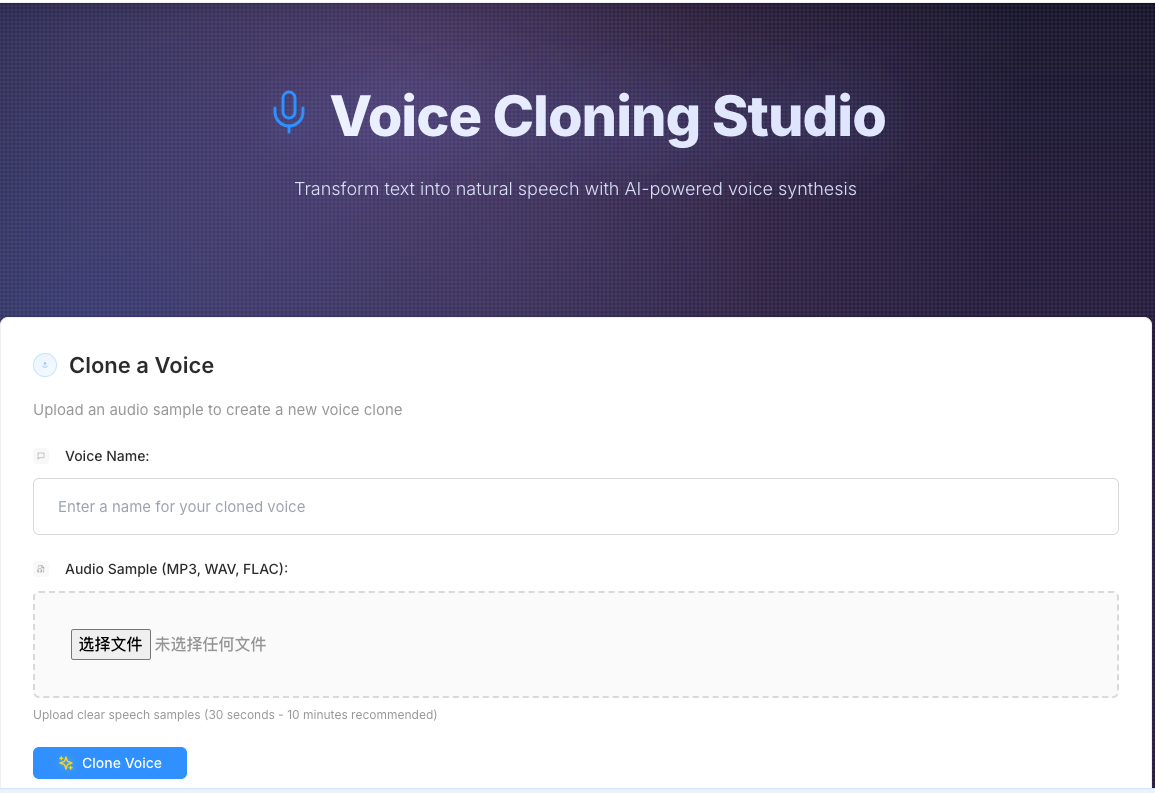 Voice Cloning Studio
Transform text into natural speech with AI-powered voice synthesis
Clone a Voice
Upload an audio sample to create a new voice clone
Voice Name:
Enter a name for your cloned voice
Audio Sample (MP3, WAV, FLAC):
选择文件 未选择任何文件
Upload clear speech samples (30 seconds - 10 minutes recommended)
Clone Voice